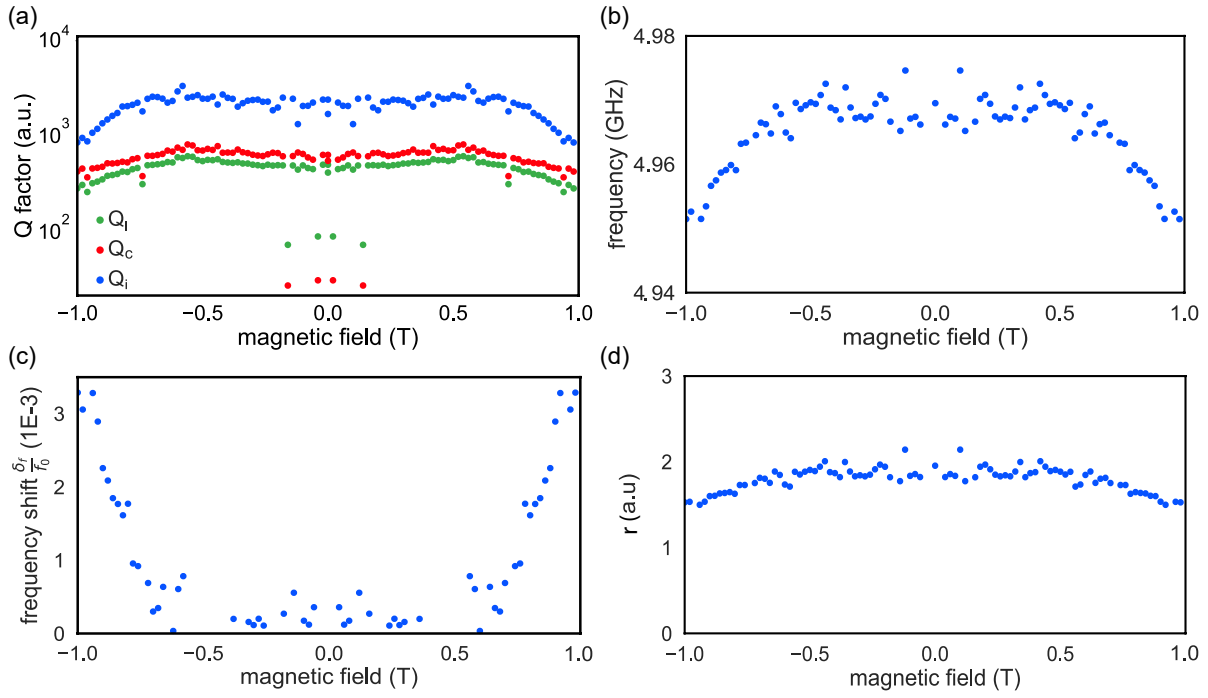 (a)
Q factor (a.u.)
10⁴
10³
10²
Q_l
Q_c
Q_i
−1.0 −0.5 0.0 0.5 1.0
magnetic field (T)
(b)
frequency (GHz)
4.98
4.96
4.94
−1.0 −0.5 0.0 0.5 1.0
magnetic field (T)
(c)
frequency shift δ_f/f_0 (1E-3)
3
2
1
0
−1.0 −0.5 0.0 0.5 1.0
magnetic field (T)
(d)
r (a.u)
3
2
1
0
−1.0 −0.5 0.0 0.5 1.0
magnetic field (T)